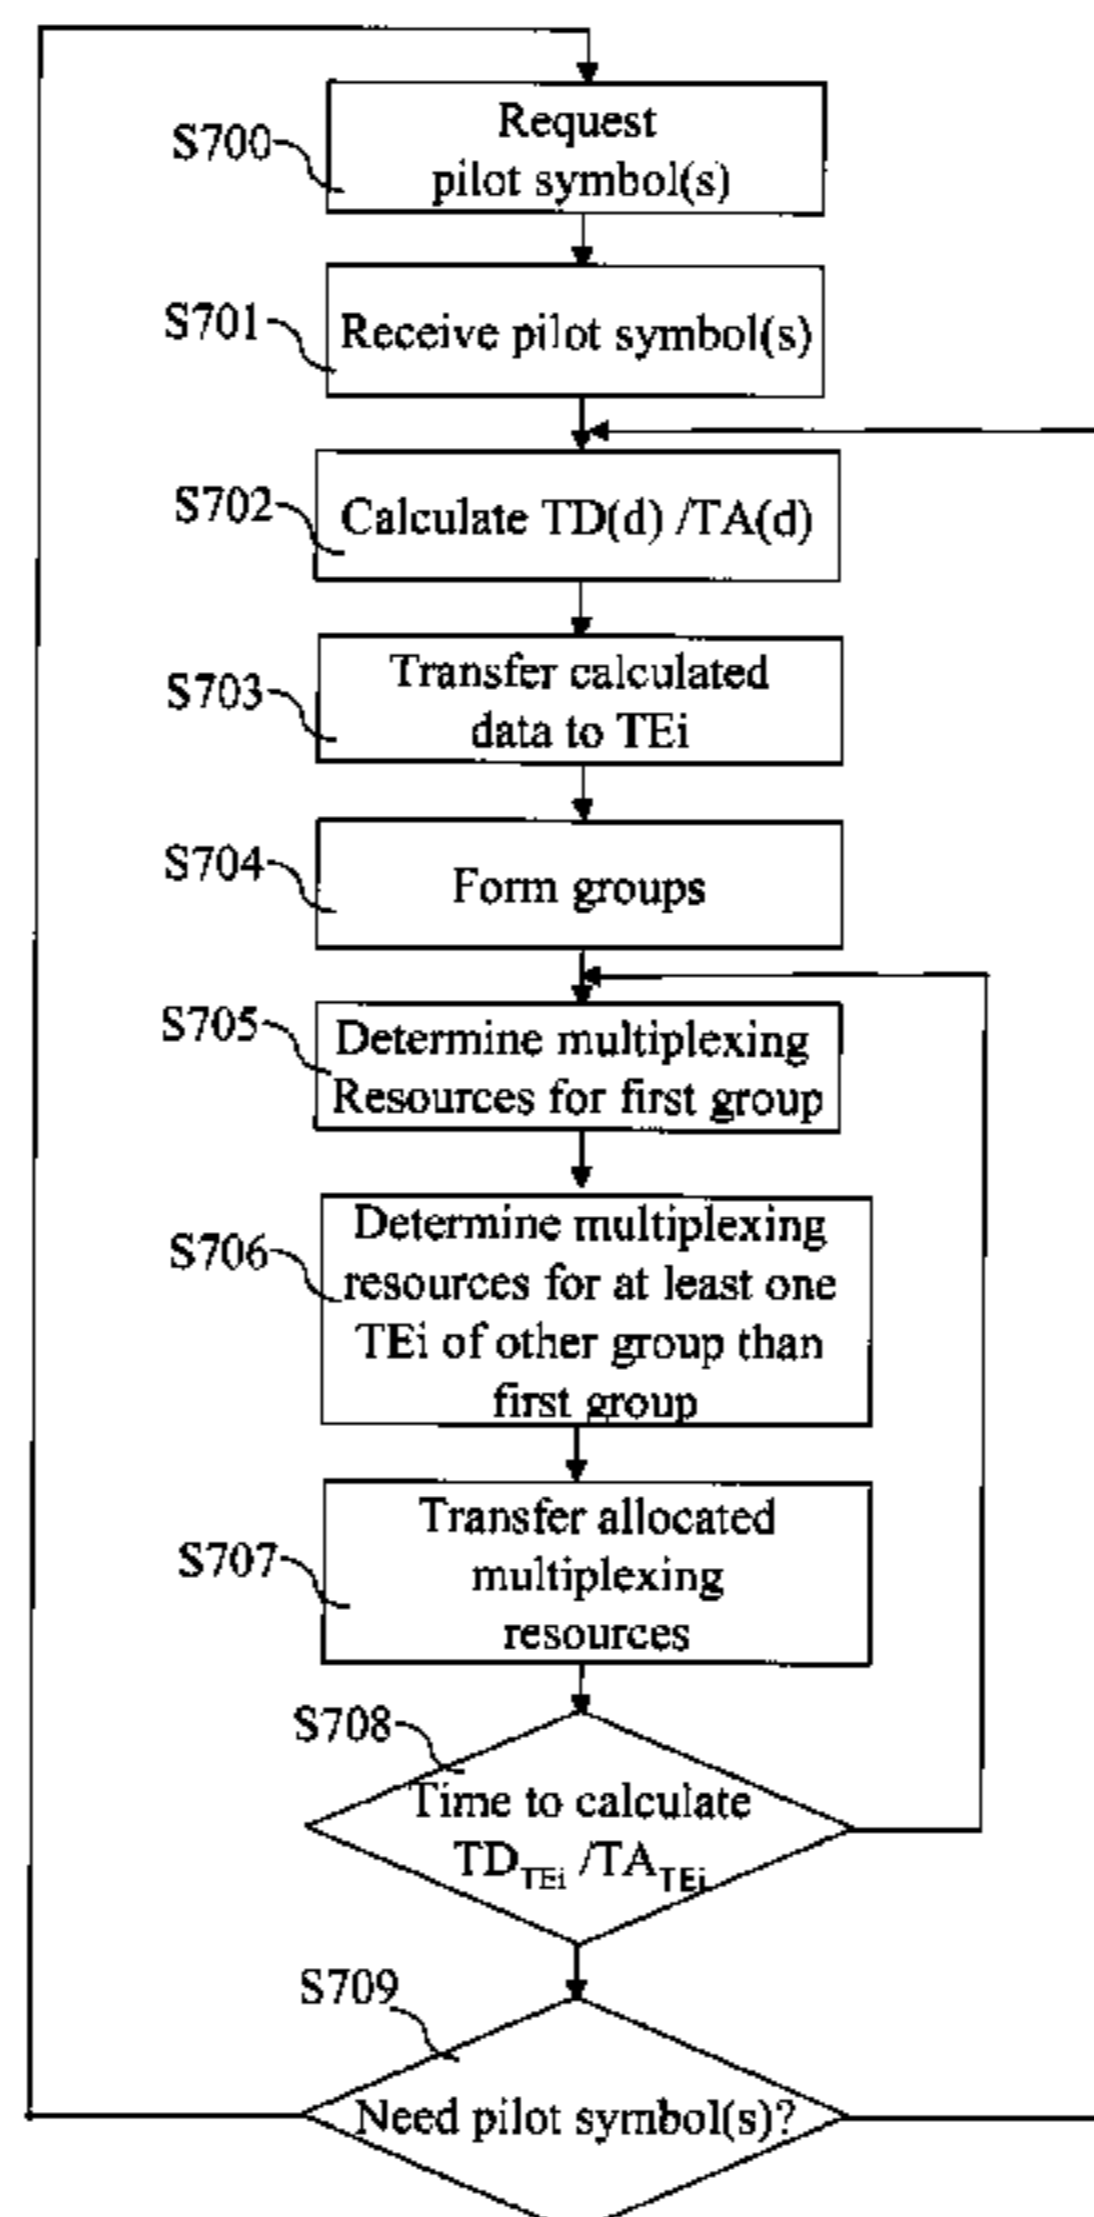 S700
Request
pilot symbol(s)
S701
Receive pilot symbol(s)
S702
Calculate TD(d) /TA(d)
S703
Transfer calculated
data to TEi
S704
Form groups
S705
Determine multiplexing
Resources for first group
S706
Determine multiplexing
resources for at least one
TEi of other group than
first group
S707
Transfer allocated
multiplexing
resources
S708
Time to calculate
TD_TEi /TA_TEi
S709
Need pilot symbol(s)?